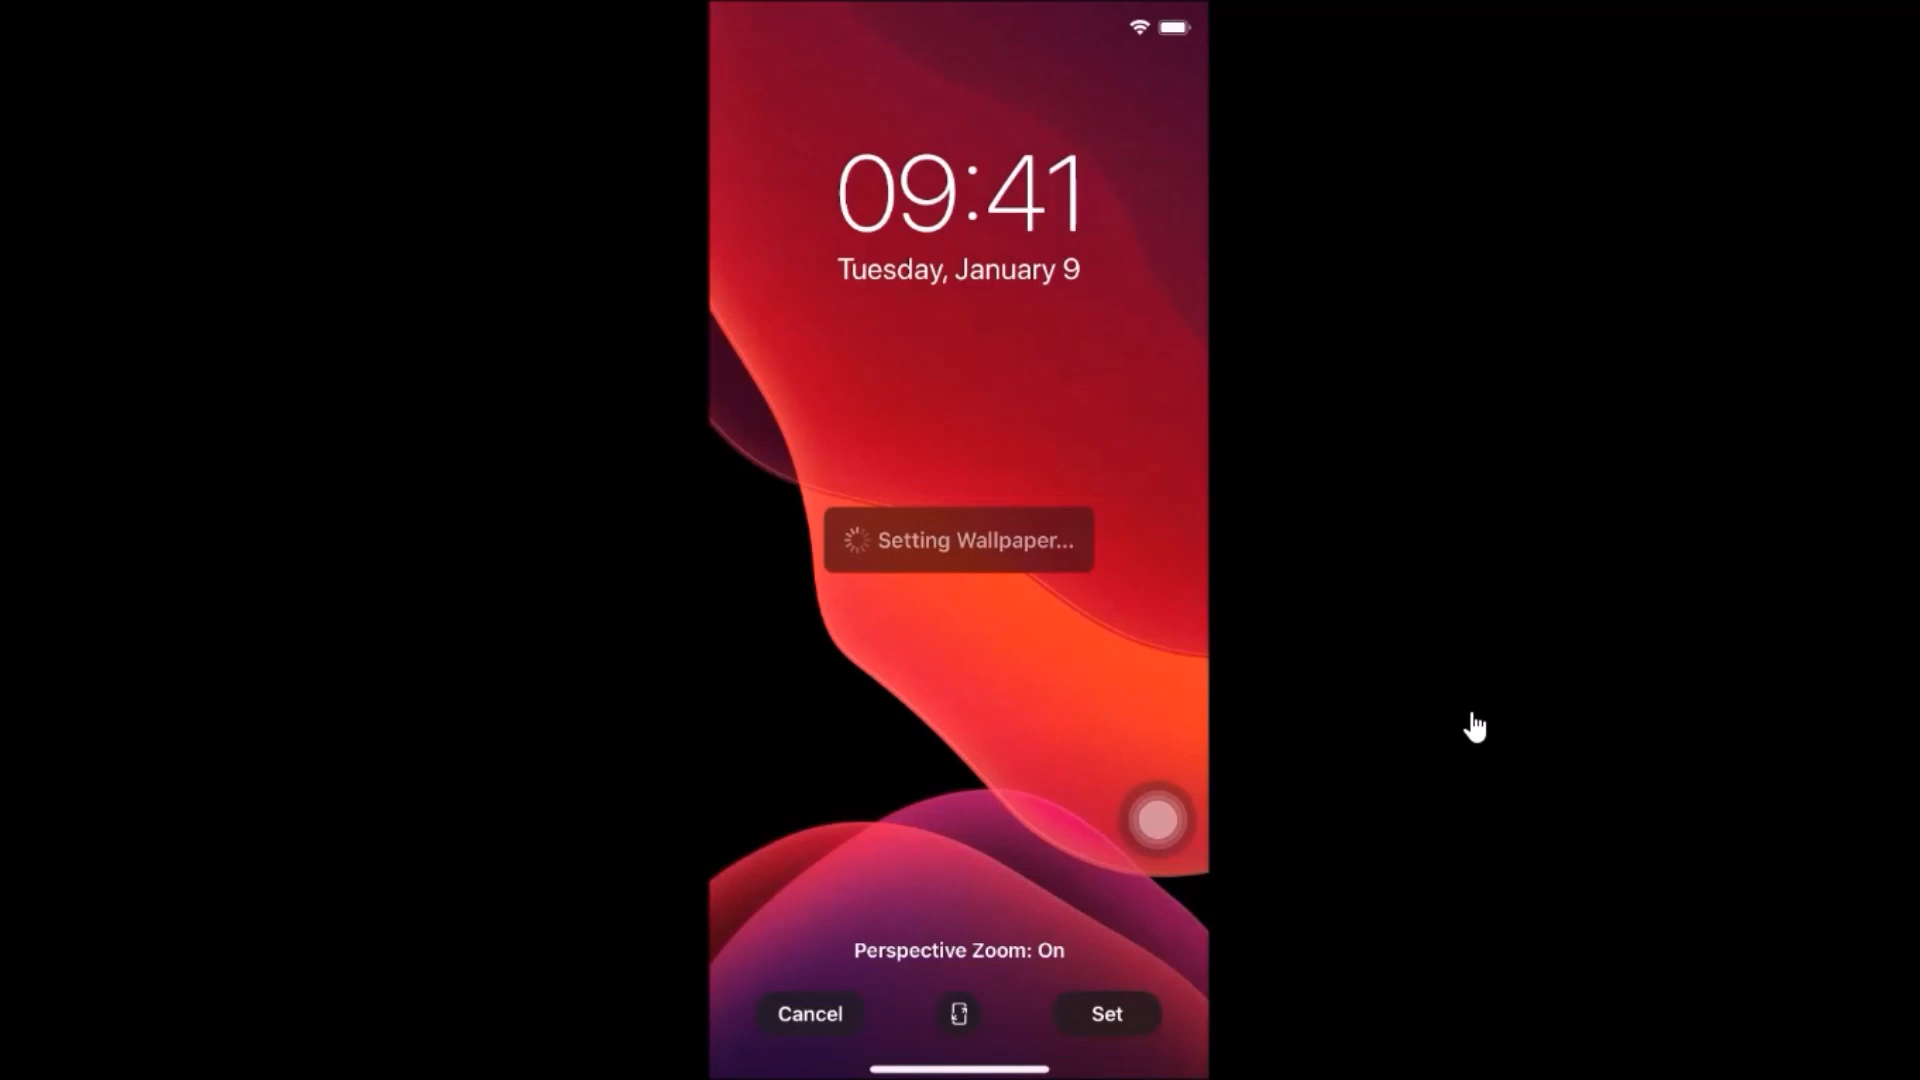 09:41
Tuesday, January 9
Setting Wallpaper...
Perspective Zoom: On
Cancel
Set